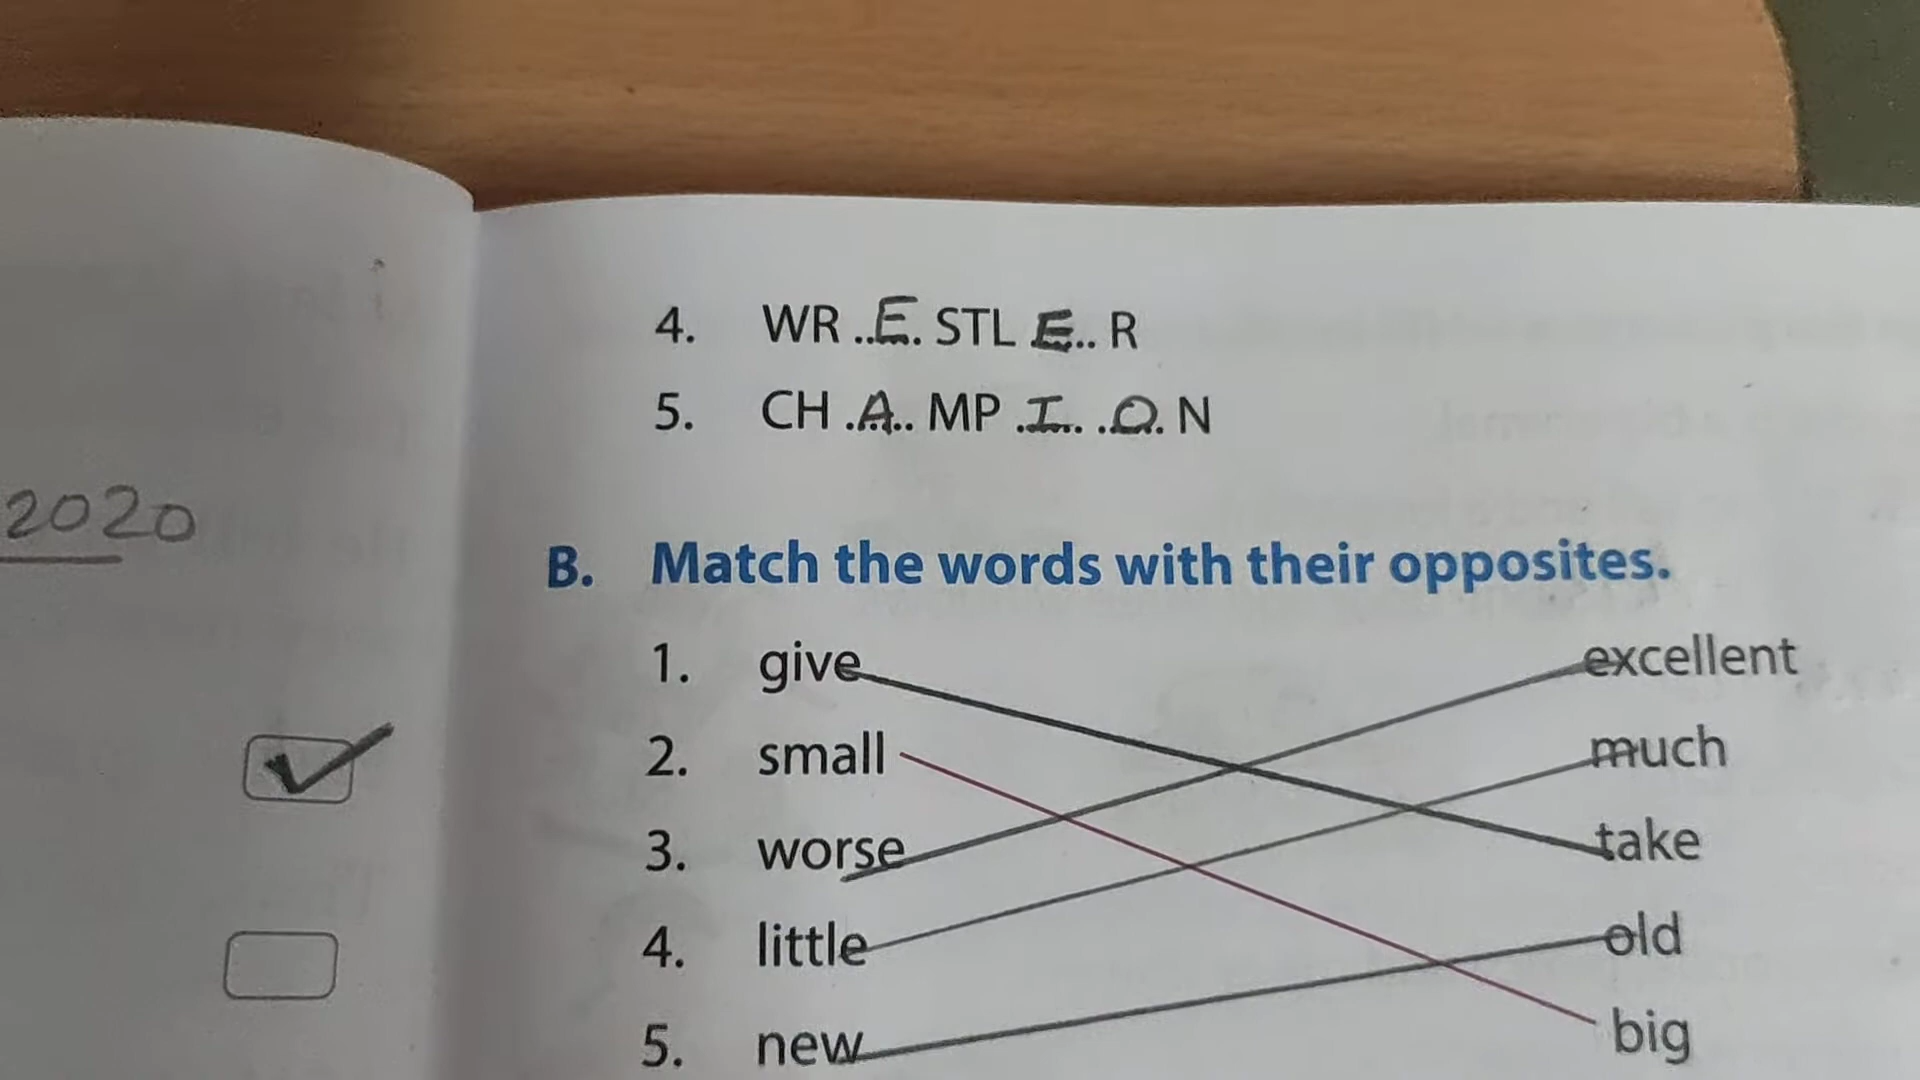 2020
4. WR ..E. STL E.. R
5. CH .A.. MP .I.. .O. N
B. Match the words with their opposites.
1. give excellent
2. small much
3. worse take
4. little old
5. new big